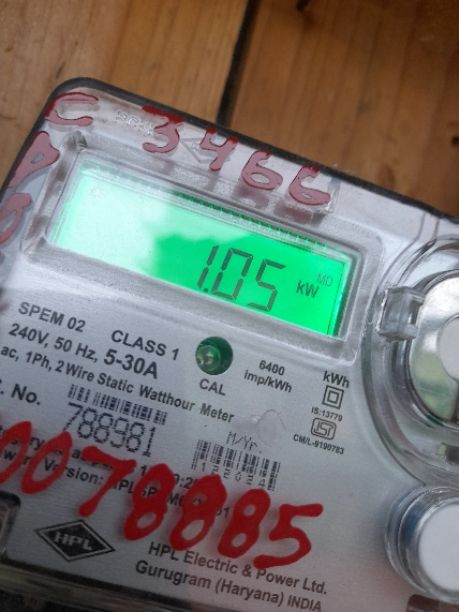 3466
1.05 kW MD
SPEM 02 CLASS 1
240V, 50 Hz, 5-30A
ac, 1Ph, 2 Wire Static Watthour Meter
CAL
6400
imp/kWh
kWh
IS:13779
CM/L-9190783
No.
788981
M/Yr.
0078885
HPL
HPL Electric & Power Ltd.
Gurugram (Haryana) INDIA